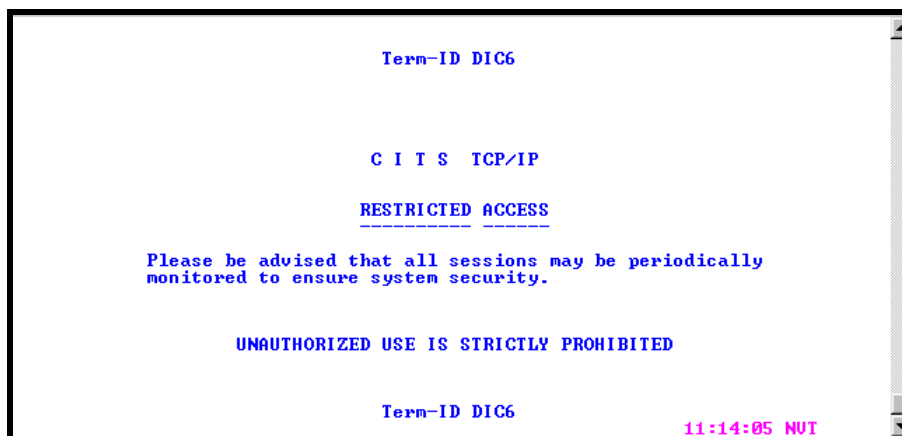 Term-ID DIC6
C I T S TCP/IP
RESTRICTED ACCESS
Please be advised that all sessions may be periodically
monitored to ensure system security.
UNAUTHORIZED USE IS STRICTLY PROHIBITED
Term-ID DIC6
11:14:05 NVT